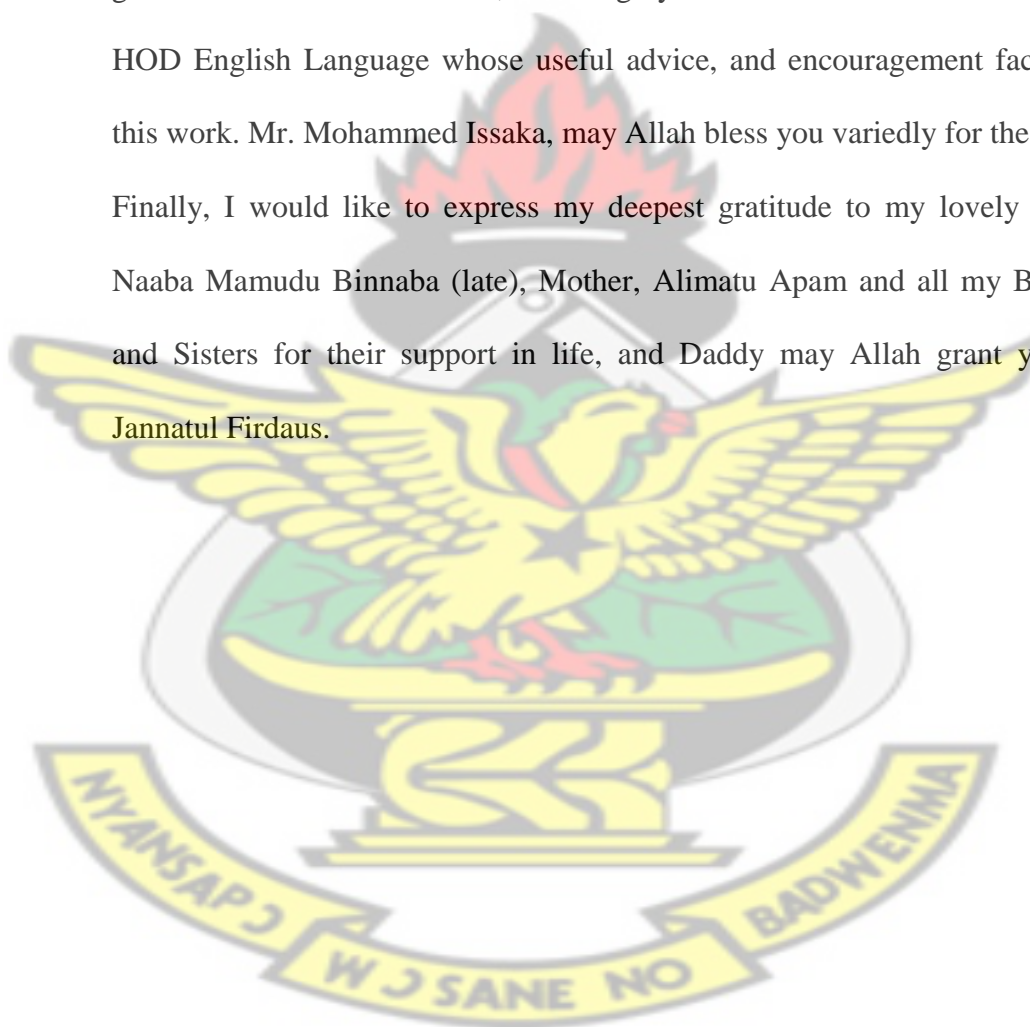 HOD English Language whose useful advice, and encouragement fac
this work. Mr. Mohammed Issaka, may Allah bless you variedly for the
Finally, I would like to express my deepest gratitude to my lovely
Naaba Mamudu Binnaba (late), Mother, Alimatu Apam and all my B
and Sisters for their support in life, and Daddy may Allah grant y
Jannatul Firdaus.
NYANSAPƆ WƆSANE NO BADWENMA